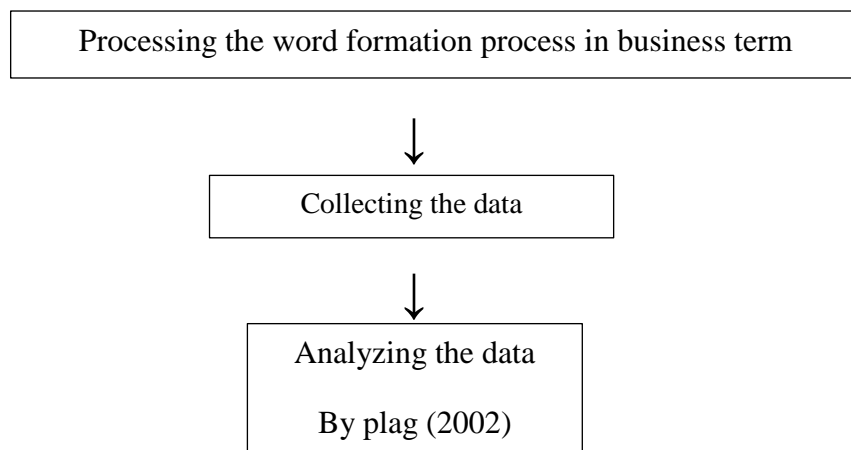 Processing the word formation process in business term
Collecting the data
Analyzing the data
By plag (2002)